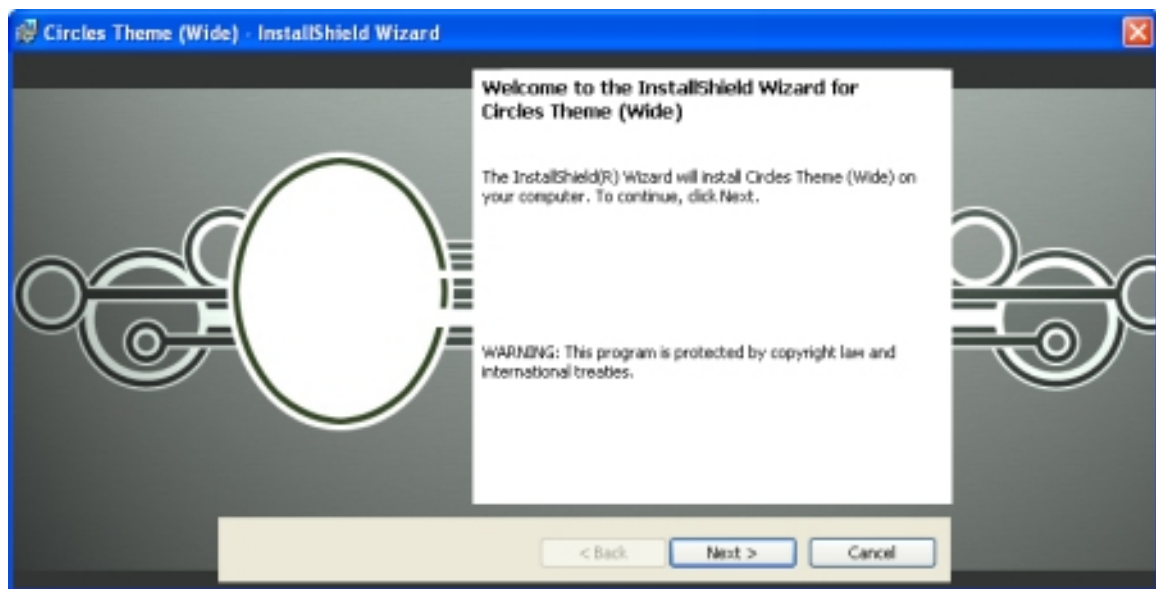 Circles Theme (Wide) - InstallShield Wizard
Welcome to the InstallShield Wizard for
Circles Theme (Wide)
The InstallShield(R) Wizard will install Circles Theme (Wide) on
your computer. To continue, click Next.
WARNING: This program is protected by copyright law and
international treaties.
< Back
Next >
Cancel